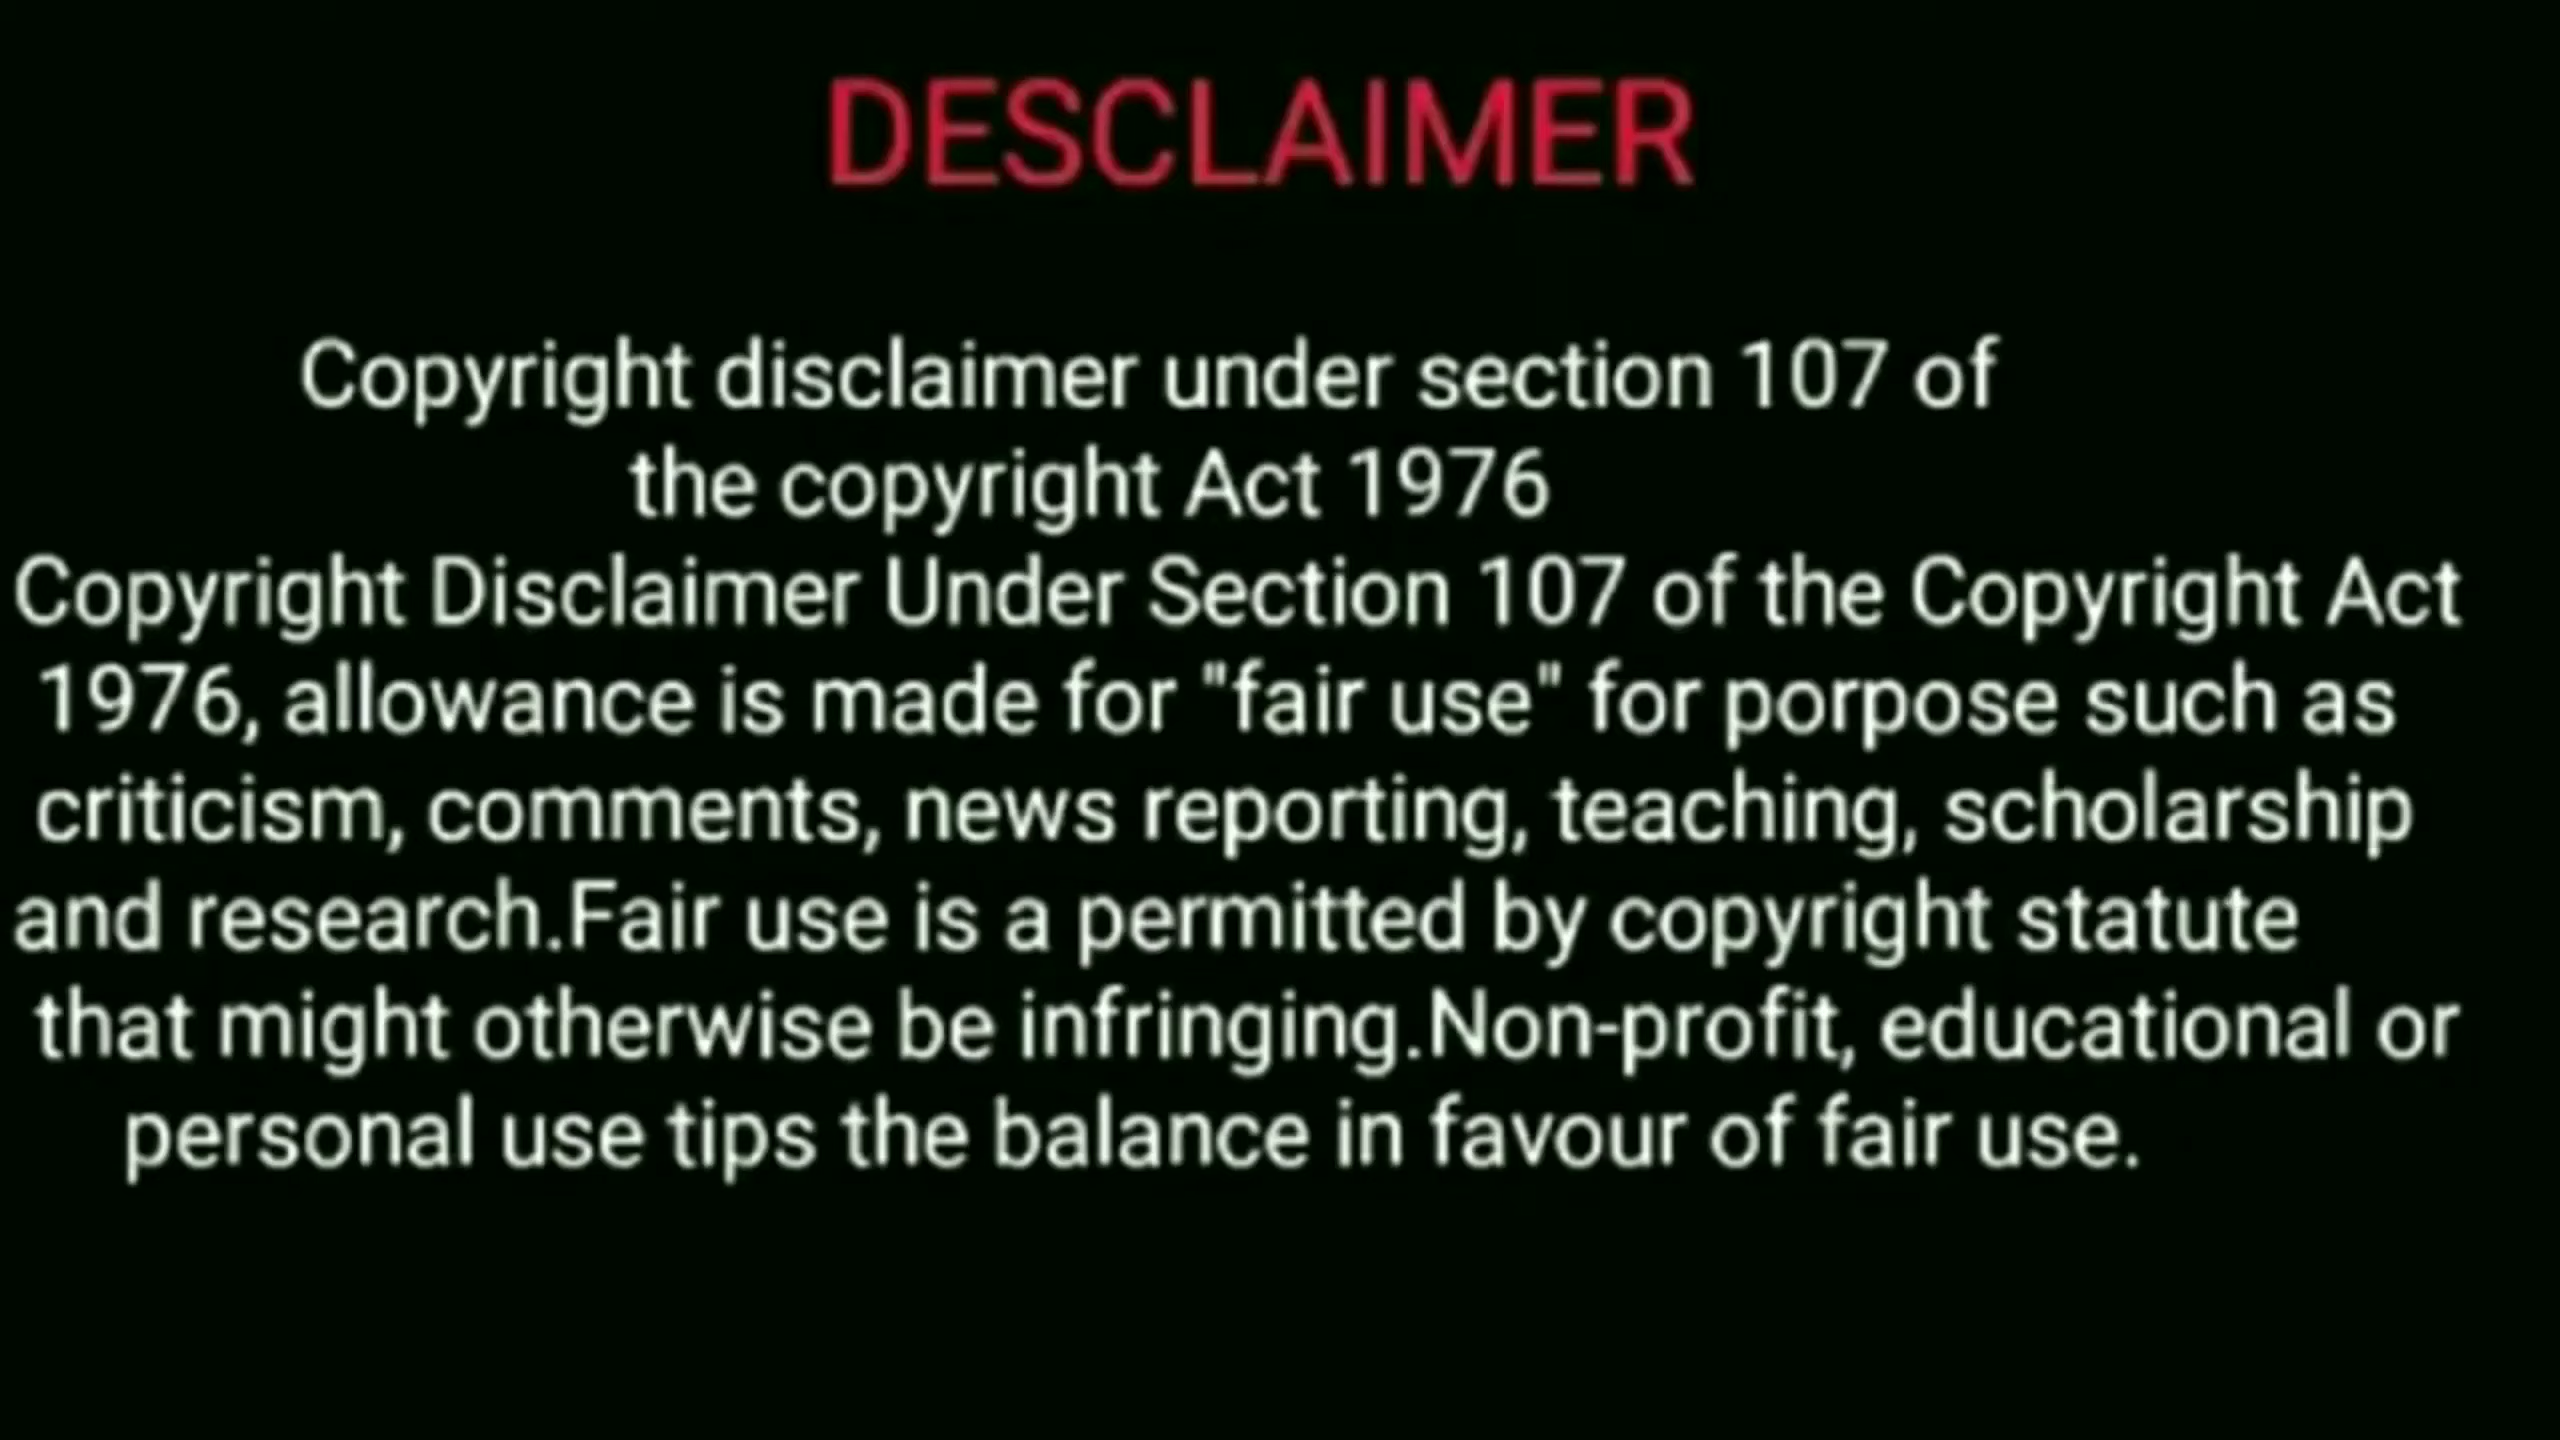 DESCLAIMER
Copyright disclaimer under section 107 of
the copyright Act 1976
Copyright Disclaimer Under Section 107 of the Copyright Act
1976, allowance is made for "fair use" for porpose such as
criticism, comments, news reporting, teaching, scholarship
and research.Fair use is a permitted by copyright statute
that might otherwise be infringing.Non-profit, educational or
personal use tips the balance in favour of fair use.